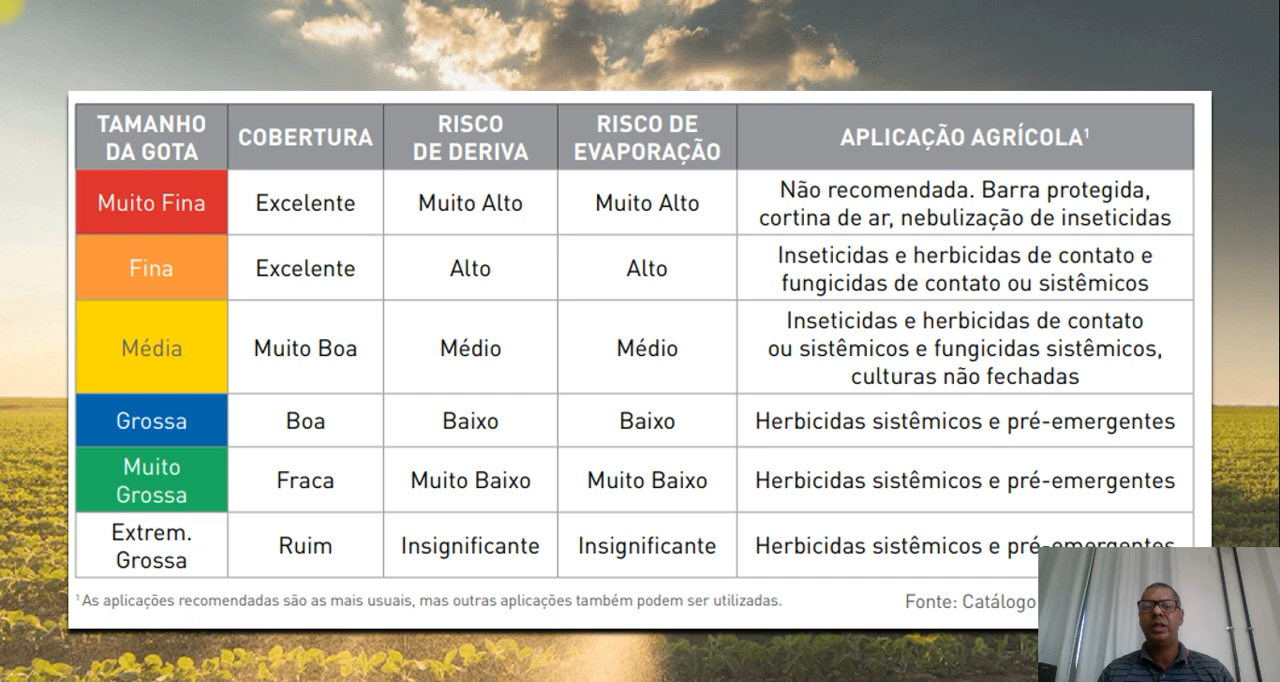 TAMANHO
DA GOTA
COBERTURA
RISCO
DE DERIVA
RISCO DE
EVAPORAÇÃO
APLICAÇÃO AGRÍCOLA¹
Muito Fina
Excelente
Muito Alto
Muito Alto
Não recomendada. Barra protegida,
cortina de ar, nebulização de inseticidas
Fina
Excelente
Alto
Alto
Inseticidas e herbicidas de contato e
fungicidas de contato ou sistêmicos
Média
Muito Boa
Médio
Médio
Inseticidas e herbicidas de contato
ou sistêmicos e fungicidas sistêmicos,
culturas não fechadas
Grossa
Boa
Baixo
Baixo
Herbicidas sistêmicos e pré-emergentes
Muito
Grossa
Fraca
Muito Baixo
Muito Baixo
Herbicidas sistêmicos e pré-emergentes
Extrem.
Grossa
Ruim
Insignificante
Insignificante
Herbicidas sistêmicos e pré-emergentes
¹ As aplicações recomendadas são as mais usuais, mas outras aplicações também podem ser utilizadas.
Fonte: Catálogo